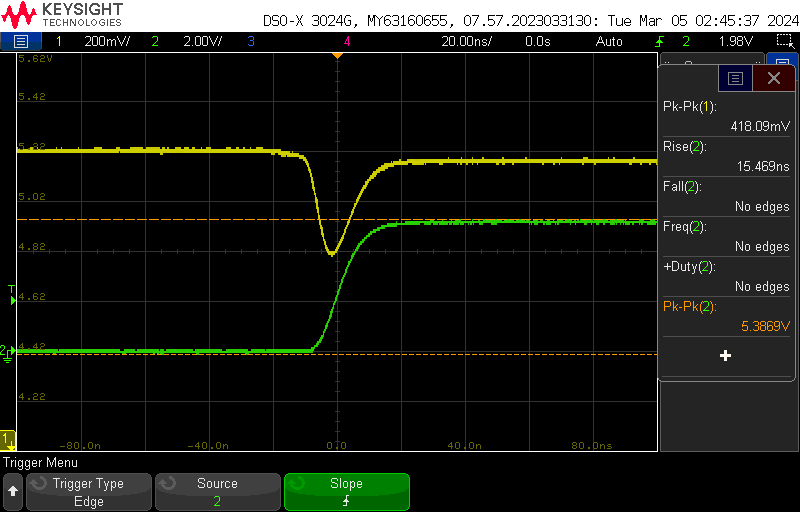 KEYSIGHT
TECHNOLOGIES
DSO-X 3024G, MY63160655, 07.57.2023033130: Tue Mar 05 02:45:37 2024
1 200mV/ 2 2.00V/ 3 4 20.00ns/ 0.0s Auto 2 1.98V
5.62V
5.42
5.32
5.02
4.82
4.62
4.42
4.22
T
2
1
-80.0n -40.0n 0.0 40.0n 80.0n
Pk-Pk(1):
418.09mV
Rise(2):
15.469ns
Fall(2):
No edges
Freq(2):
No edges
+Duty(2):
No edges
Pk-Pk(2):
5.3869V
Trigger Menu
Trigger Type
Edge
Source
2
Slope